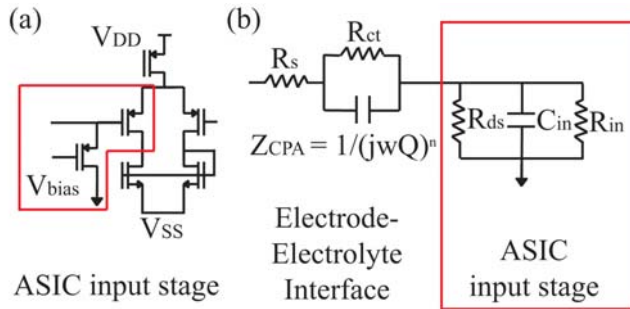 (a)
VDD
Vbias
VSS
ASIC input stage
(b)
Rs
Rct
ZCPA = 1/(jwQ)ⁿ
Rds
Cin
Rin
Electrode-
Electrolyte
Interface
ASIC
input stage